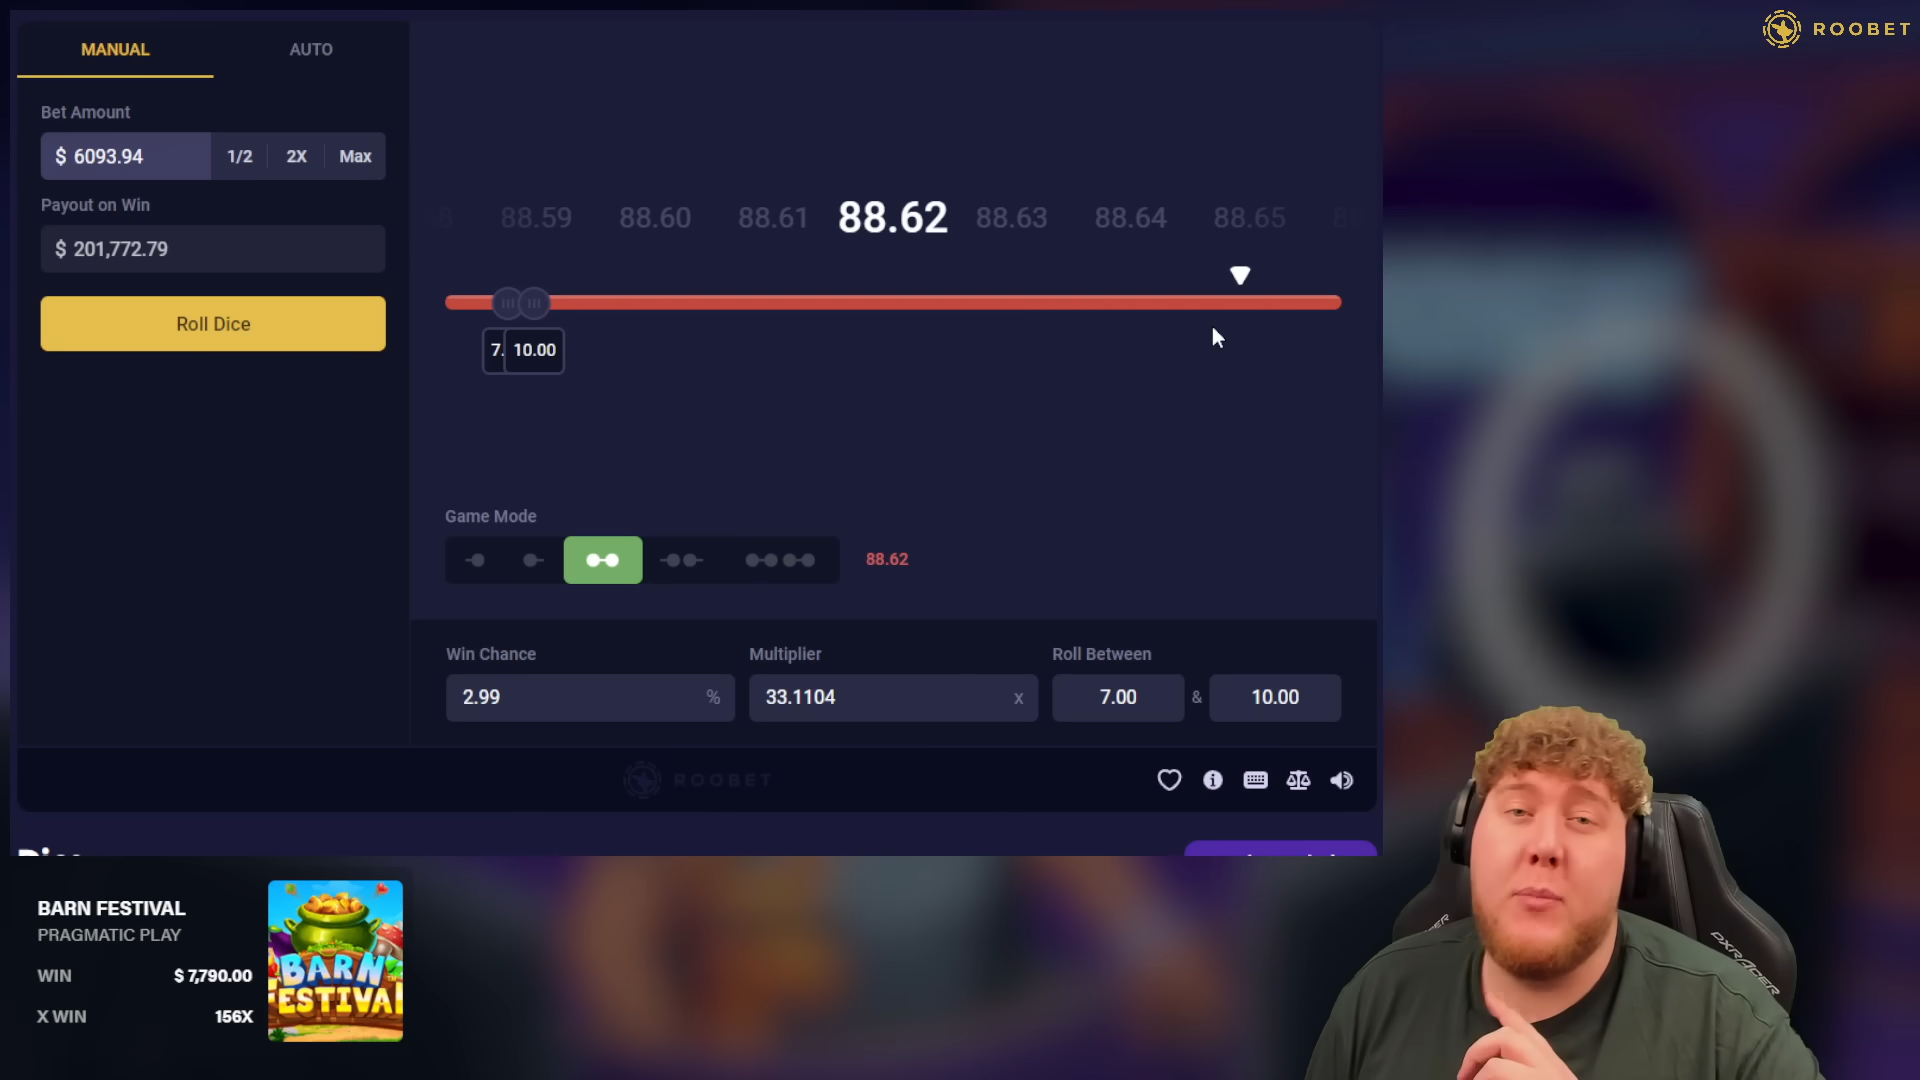 ROOBET
MANUAL AUTO
Bet Amount
$ 6093.94 1/2 2X Max
Payout on Win
$ 201,772.79
Roll Dice
88.59 88.60 88.61 88.62 88.63 88.64 88.65
7. 10.00
Game Mode
88.62
Win Chance Multiplier Roll Between
2.99 % 33.1104 x 7.00 & 10.00
ROOBET
BARN FESTIVAL
PRAGMATIC PLAY
WIN $ 7,790.00
X WIN 156X
BARN
FESTIVAL
DXRACER